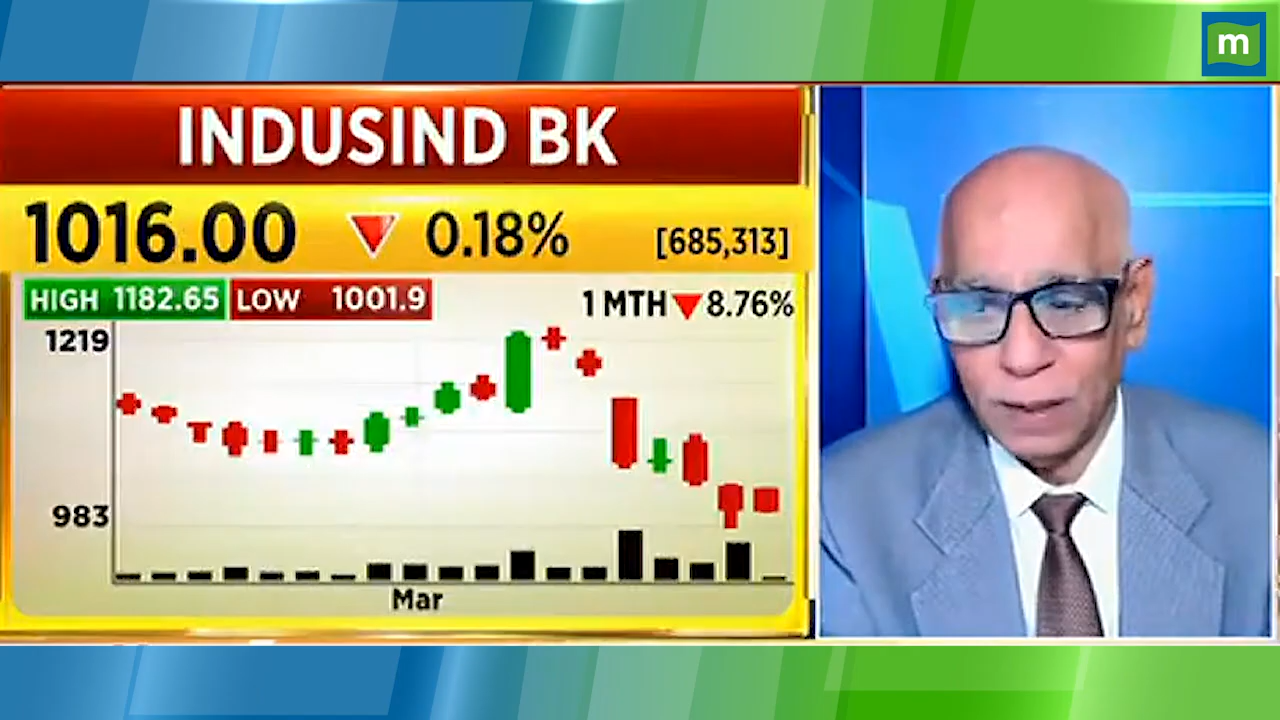 m
INDUSIND BK
1016.00 ▼ 0.18% [685,313]
HIGH 1182.65 LOW 1001.9 1 MTH▼8.76%
1219
983
Mar